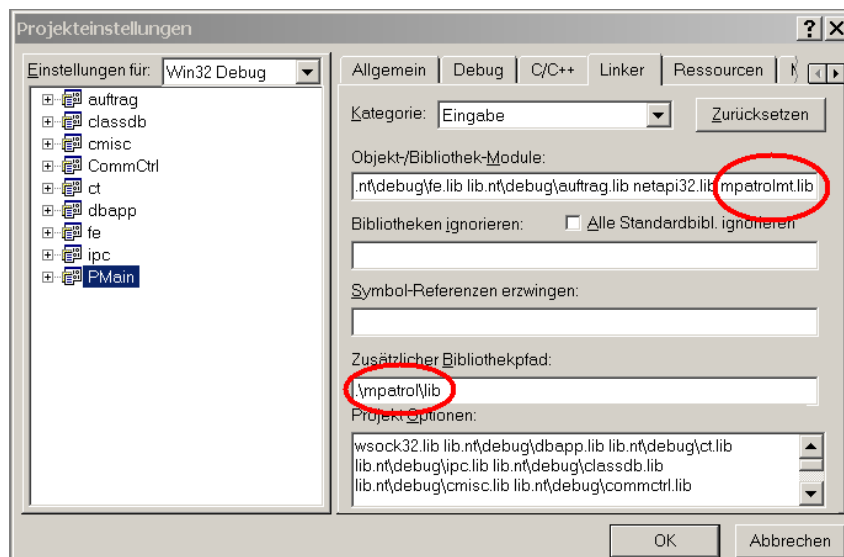 Projekteinstellungen
Einstellungen für: Win32 Debug
auftrag
classdb
cmisc
CommCtrl
ct
dbapp
fe
ipc
PMain
Allgemein Debug C/C++ Linker Ressourcen
Kategorie: Eingabe Zurücksetzen
Objekt-/Bibliothek-Module:
.nt\debug\fe.lib lib.nt\debug\auftrag.lib netapi32.lib mpatrolmt.lib
Bibliotheken ignorieren: Alle Standardbibl. ignorieren
Symbol-Referenzen erzwingen:
Zusätzlicher Bibliothekpfad:
.\mpatrol\lib
Projekt Optionen:
wsock32.lib lib.nt\debug\dbapp.lib lib.nt\debug\ct.lib
lib.nt\debug\ipc.lib lib.nt\debug\classdb.lib
lib.nt\debug\cmisc.lib lib.nt\debug\commctrl.lib
OK Abbrechen